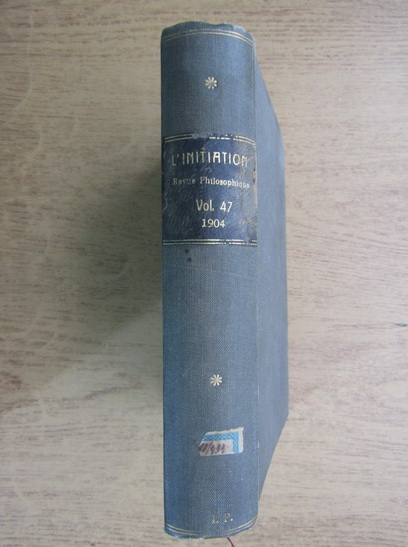 L'INITIATION
Revue Philosophique
Vol. 47
1904
I. P.